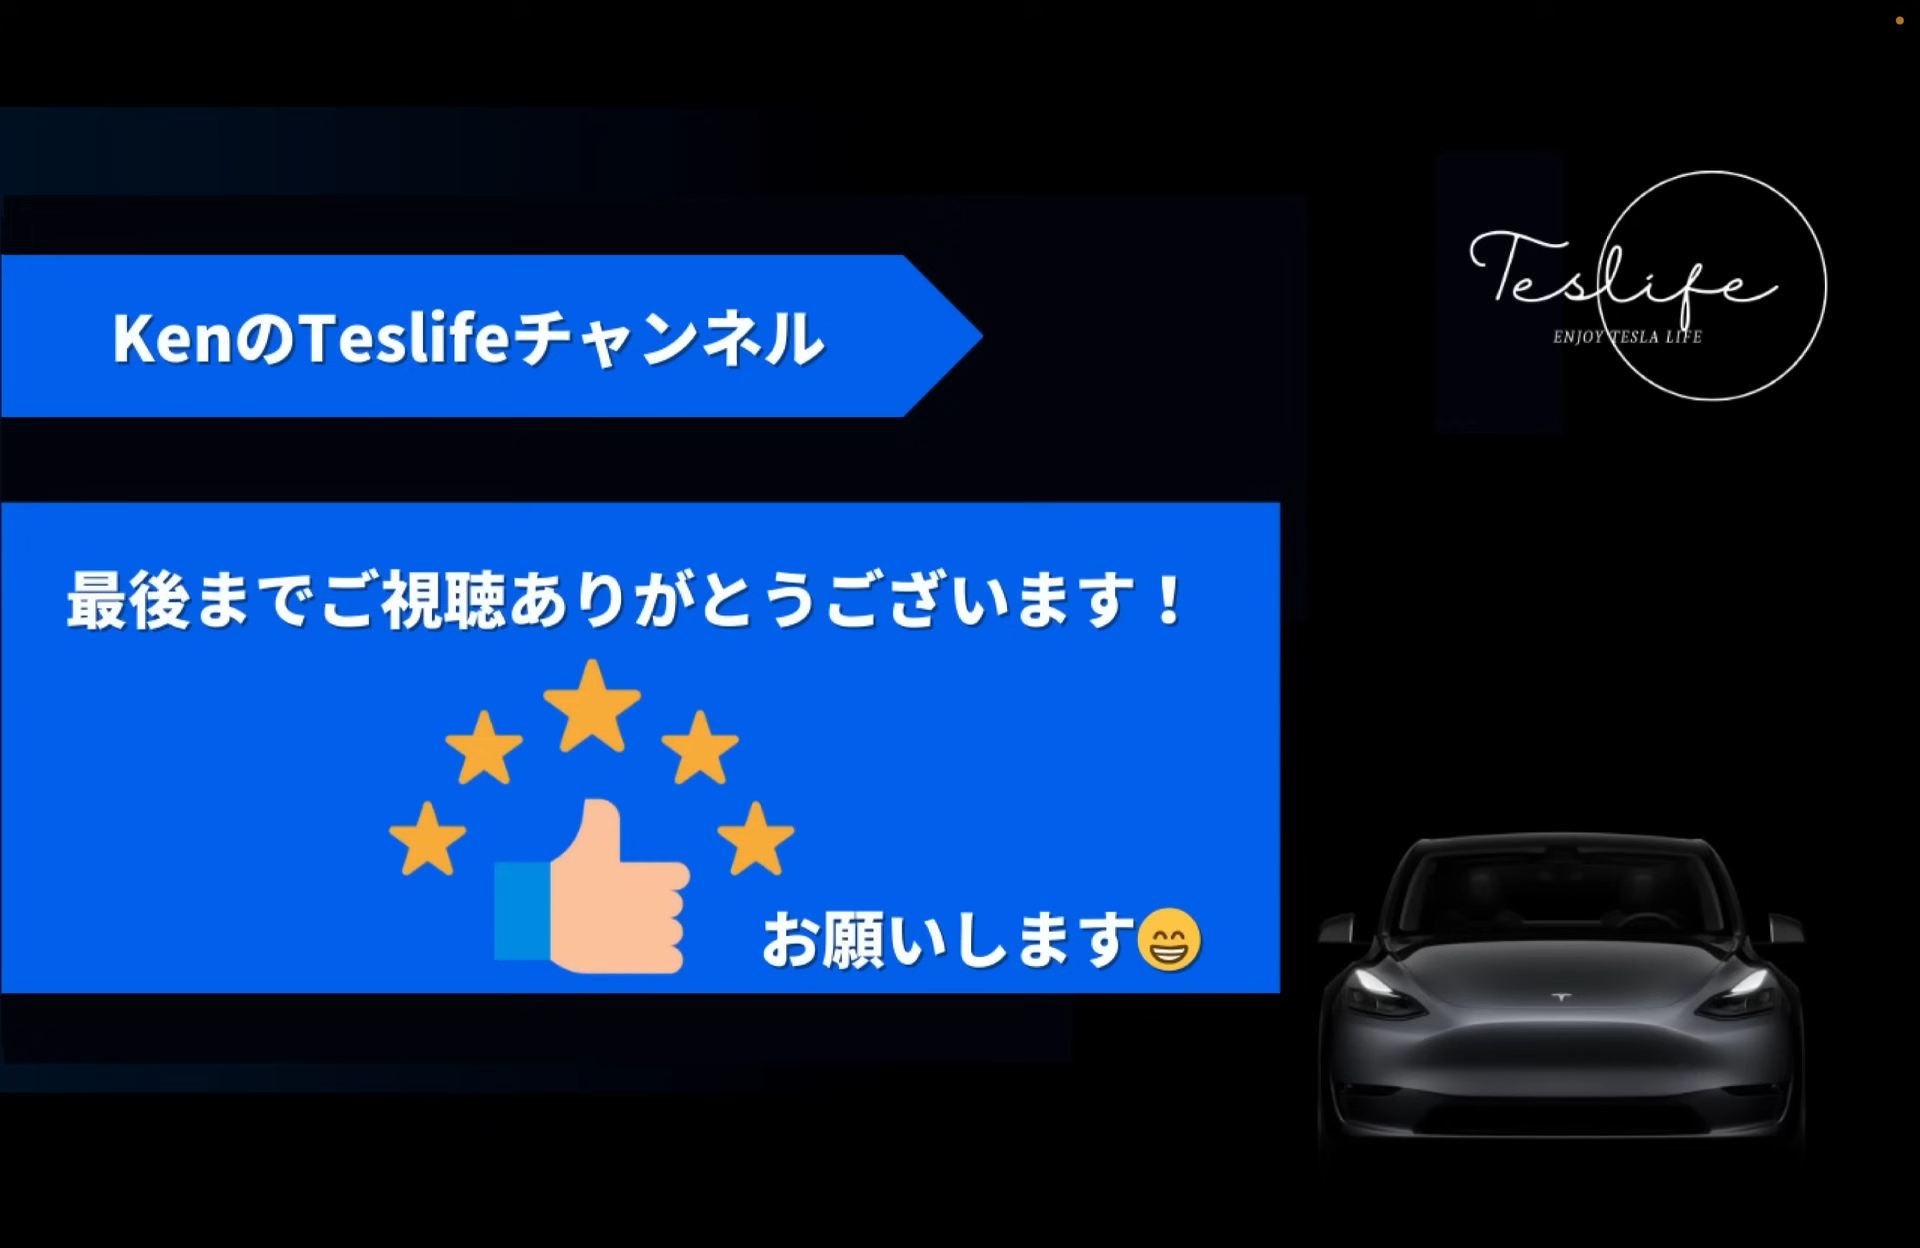 Teslife
ENJOY TESLA LIFE
KenのTeslifeチャンネル
最後までご視聴ありがとうございます！
お願いします😁